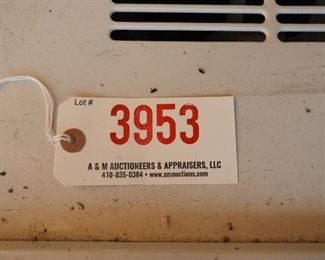 Lot #
3953
A & M AUCTIONEERS & APPRAISERS, LLC
410-835-0384 • www.amauctions.com